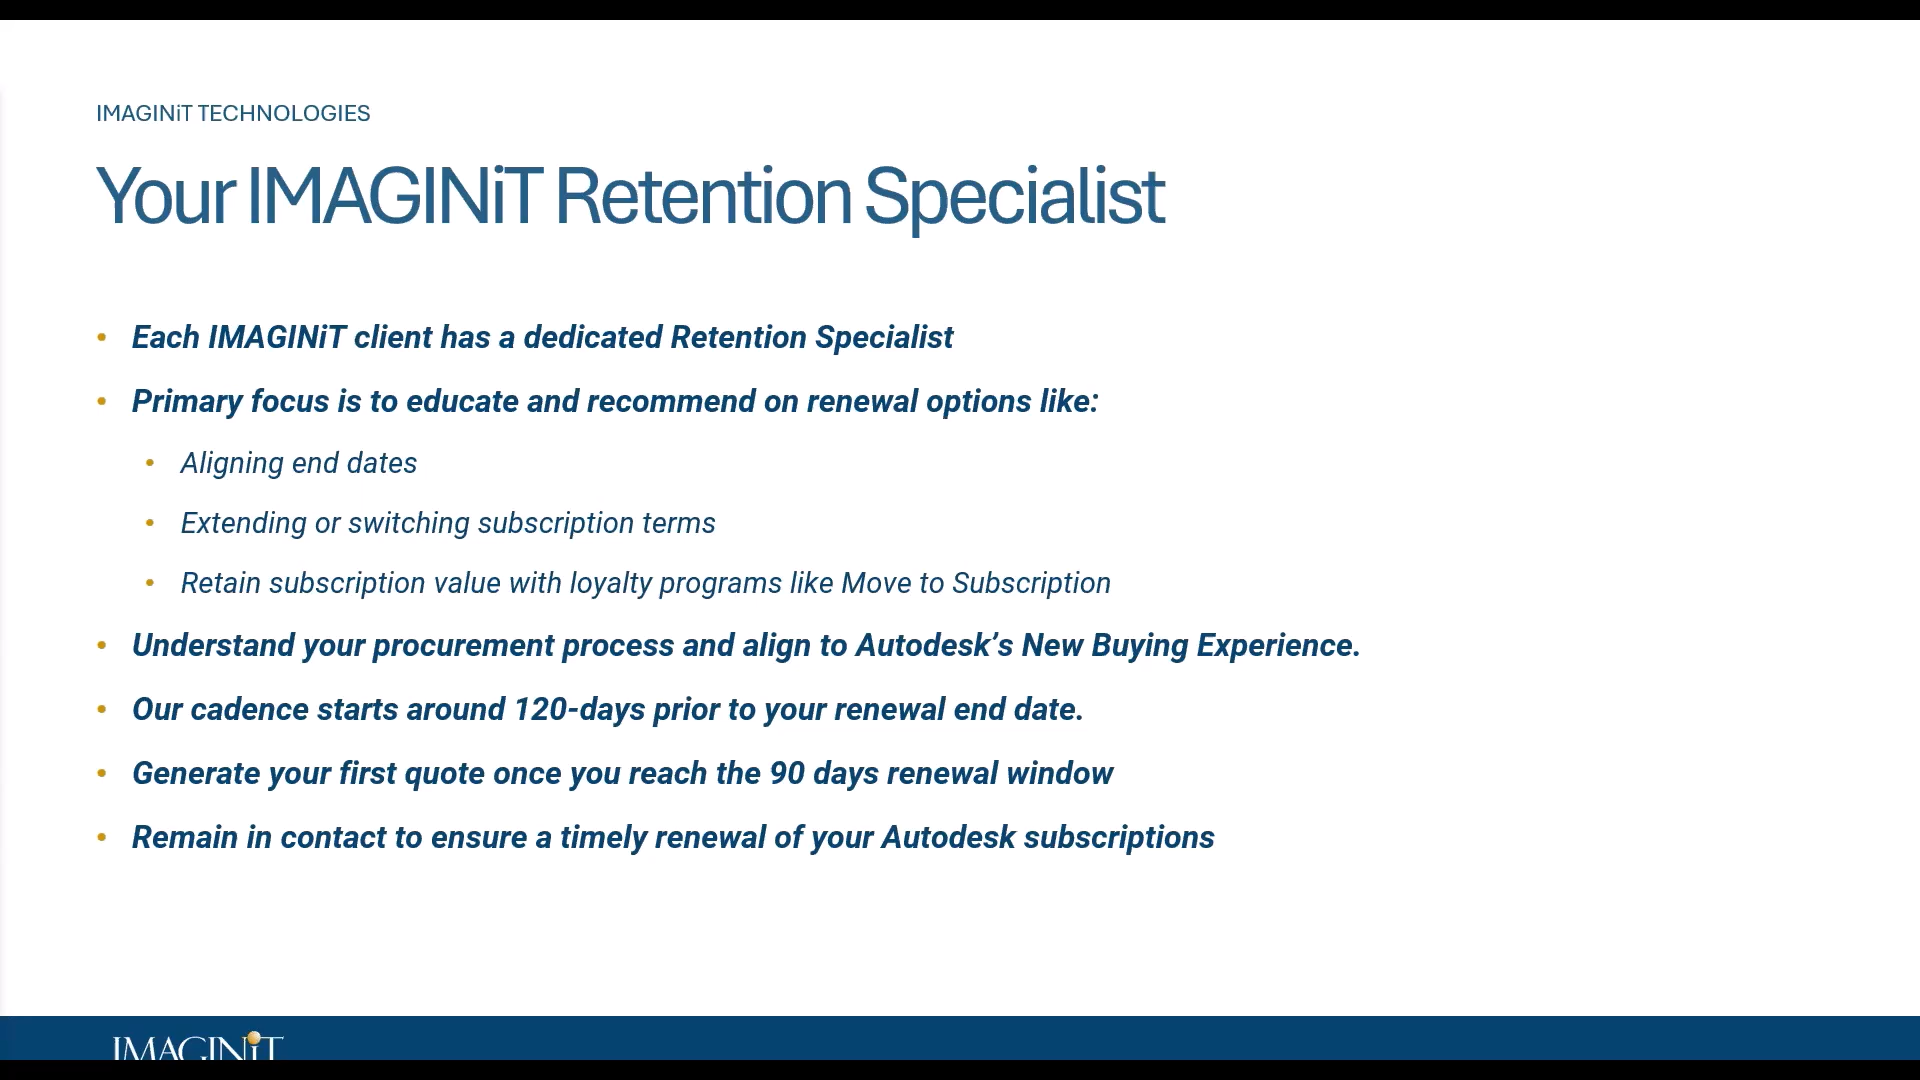 IMAGINiT TECHNOLOGIES
Your IMAGINiT Retention Specialist
• Each IMAGINiT client has a dedicated Retention Specialist
• Primary focus is to educate and recommend on renewal options like:
• Aligning end dates
• Extending or switching subscription terms
• Retain subscription value with loyalty programs like Move to Subscription
• Understand your procurement process and align to Autodesk’s New Buying Experience.
• Our cadence starts around 120-days prior to your renewal end date.
• Generate your first quote once you reach the 90 days renewal window
• Remain in contact to ensure a timely renewal of your Autodesk subscriptions
IMAGINiT